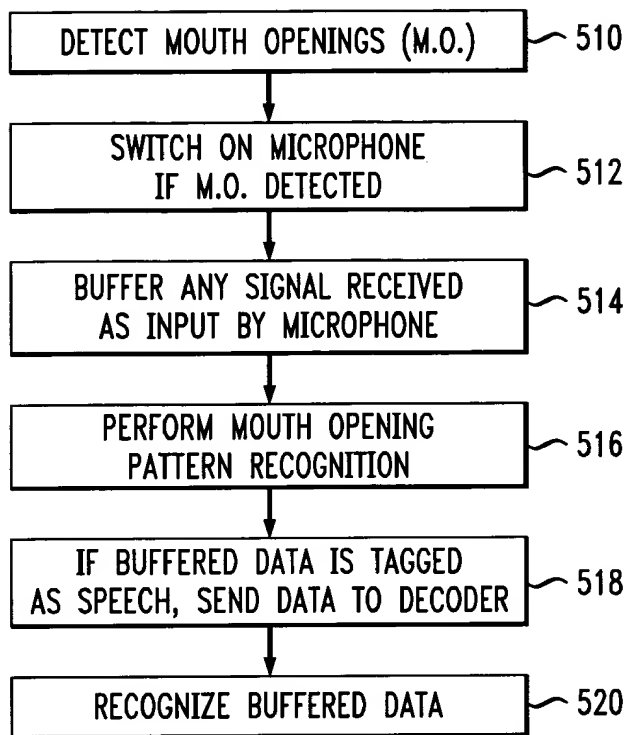 DETECT MOUTH OPENINGS (M.O.) 510
SWITCH ON MICROPHONE
IF M.O. DETECTED
512
BUFFER ANY SIGNAL RECEIVED
AS INPUT BY MICROPHONE
514
PERFORM MOUTH OPENING
PATTERN RECOGNITION
516
IF BUFFERED DATA IS TAGGED
AS SPEECH, SEND DATA TO DECODER
518
RECOGNIZE BUFFERED DATA 520